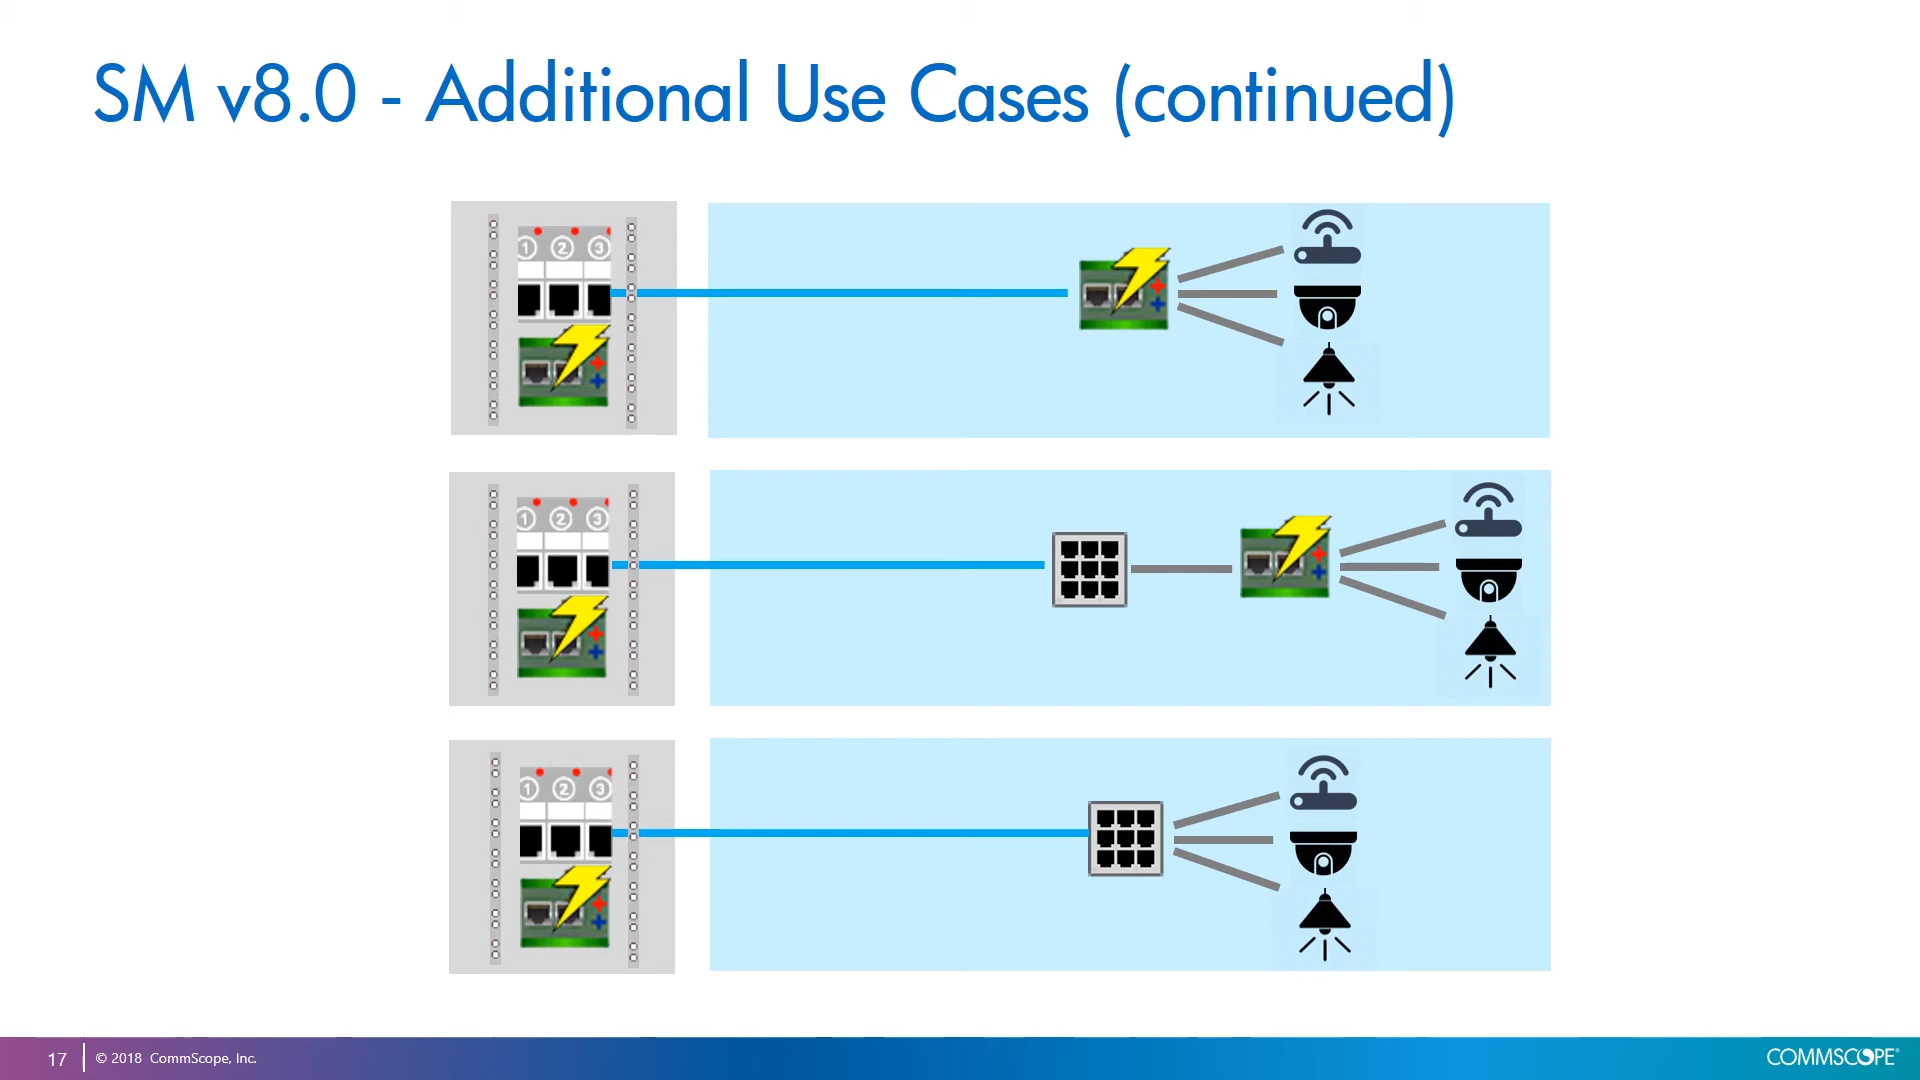 SM v8.0 - Additional Use Cases (continued)
1 2 3
1 2 3
1 2 3
17 © 2018 CommScope, Inc.
COMMSCOPE®